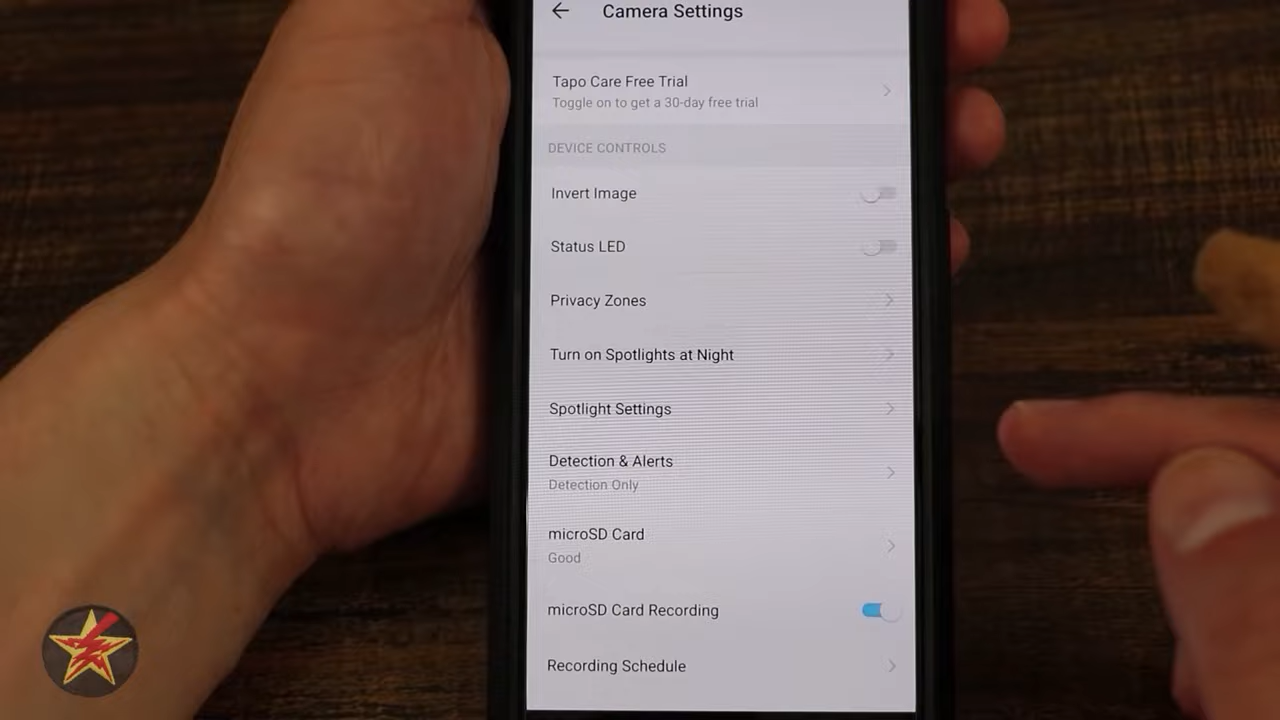 Camera Settings
Tapo Care Free Trial
Toggle on to get a 30-day free trial
DEVICE CONTROLS
Invert Image
Status LED
Privacy Zones
Turn on Spotlights at Night
Spotlight Settings
Detection & Alerts
Detection Only
microSD Card
Good
microSD Card Recording
Recording Schedule